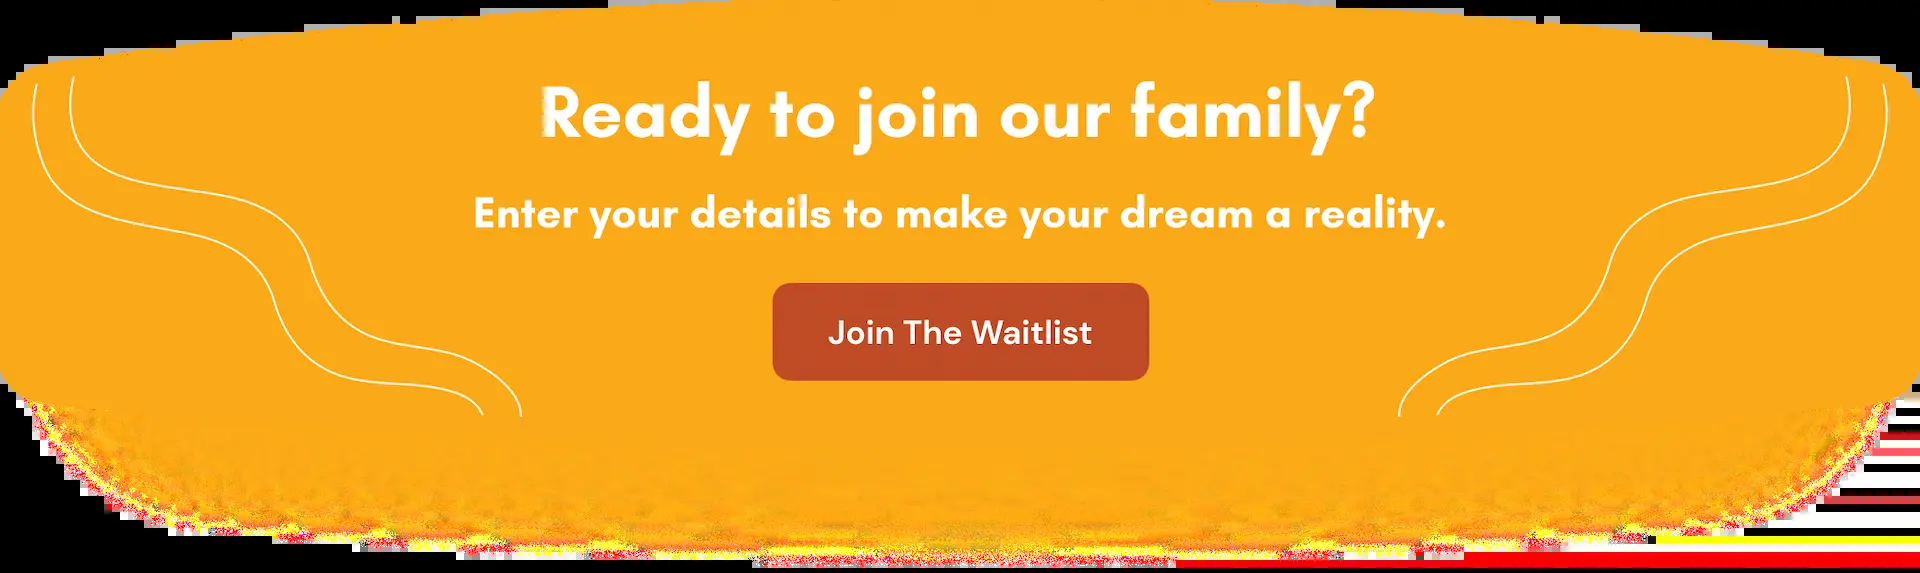 Ready to join our family?
Enter your details to make your dream a reality.
Join The Waitlist